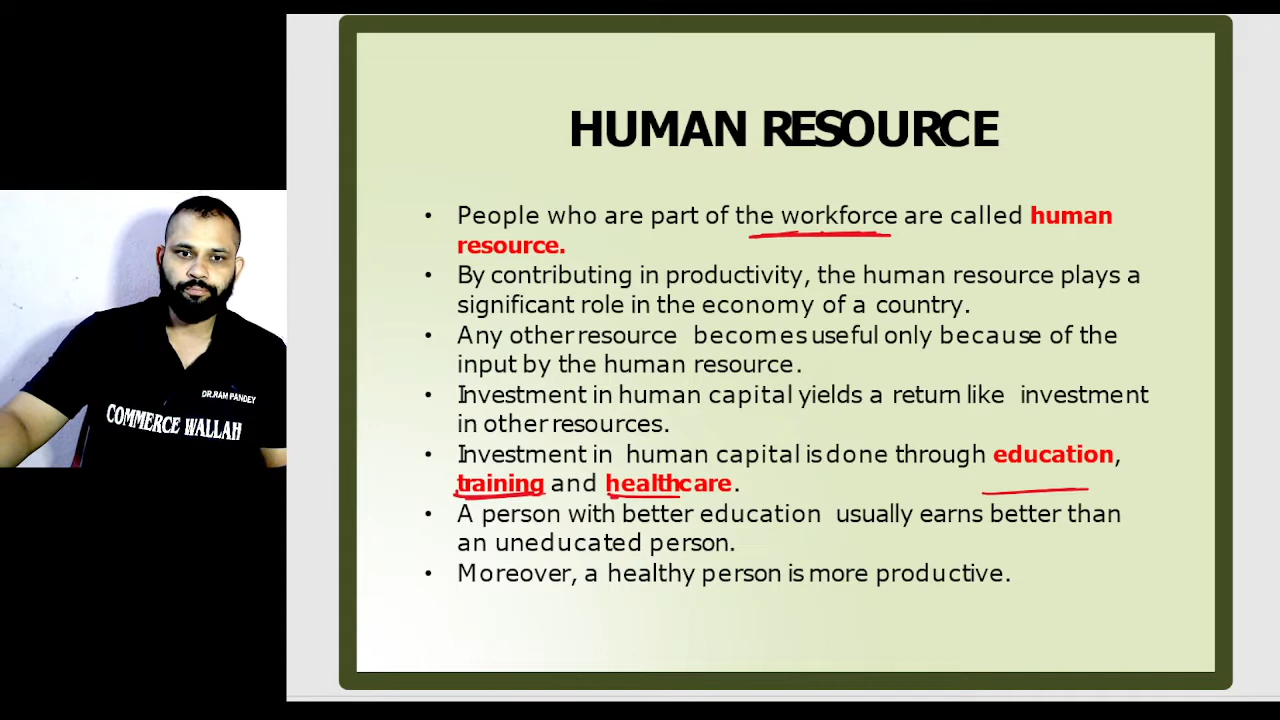 HUMAN RESOURCE
• People who are part of the workforce are called human
resource.
• By contributing in productivity, the human resource plays a
significant role in the economy of a country.
• Any other resource becomes useful only because of the
input by the human resource.
• Investment in human capital yields a return like investment
in other resources.
• Investment in human capital is done through education,
training and healthcare.
• A person with better education usually earns better than
an uneducated person.
• Moreover, a healthy person is more productive.
DR.RAM PANDEY
COMMERCE WALLAH